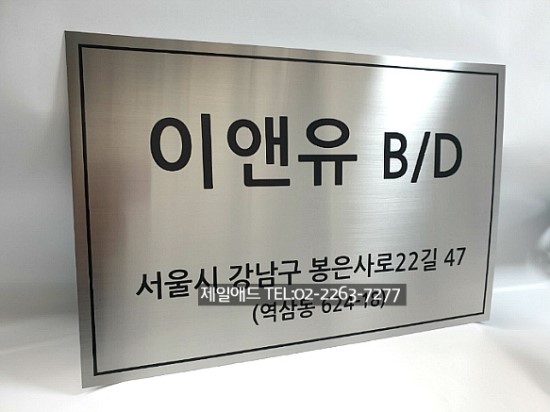 이앤유 B/D
서울시 강남구 봉은사로22길 47
제일애드 TEL:02-2263-7277
(역삼동 624-18)